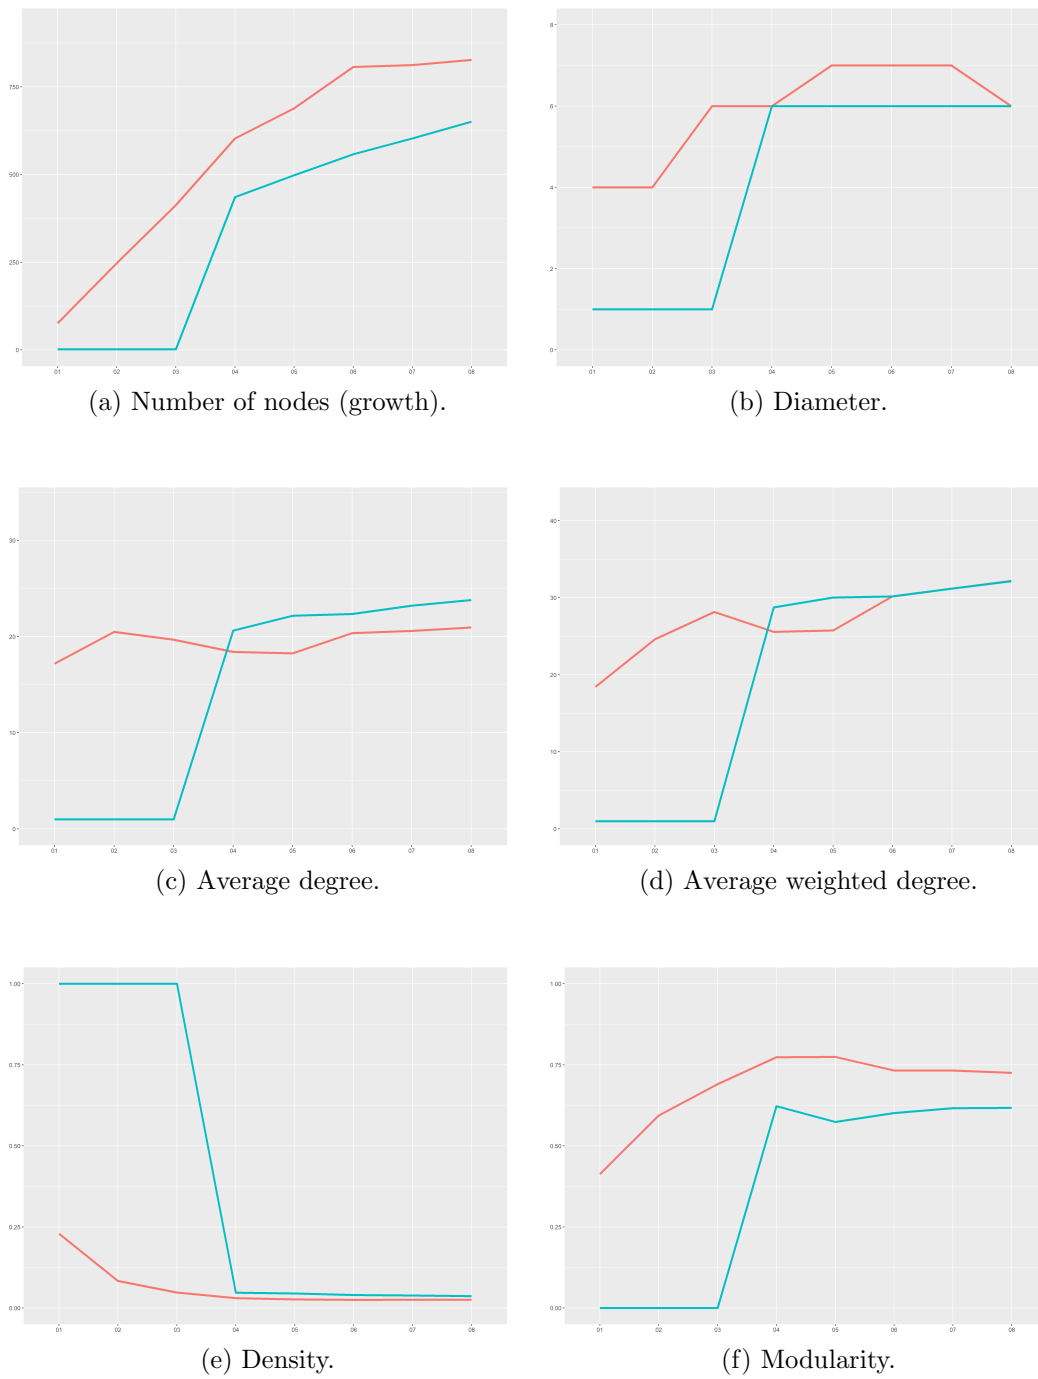 750
500
250
0
01 02 03 04 05 06 07 08
(a) Number of nodes (growth).
8
6
4
2
0
01 02 03 04 05 06 07 08
(b) Diameter.
30
20
10
0
01 02 03 04 05 06 07 08
(c) Average degree.
40
30
20
10
0
01 02 03 04 05 06 07 08
(d) Average weighted degree.
1.00
0.75
0.50
0.25
0.00
01 02 03 04 05 06 07 08
(e) Density.
1.00
0.75
0.50
0.25
0.00
01 02 03 04 05 06 07 08
(f) Modularity.